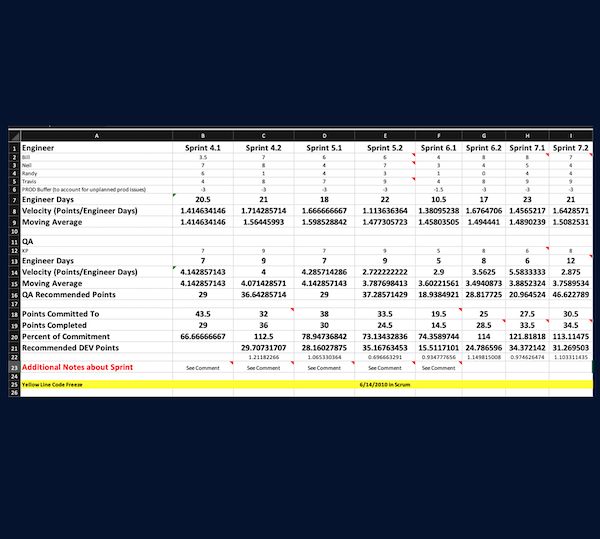 A B C D E F G H I
1 Engineer Sprint 4.1 Sprint 4.2 Sprint 5.1 Sprint 5.2 Sprint 6.1 Sprint 6.2 Sprint 7.1 Sprint 7.2
2 Bill 3.5 7 6 6 4 8 8 7
3 Neil 7 8 4 7 3 4 5 4
4 Randy 6 1 4 3 1 0 4 4
5 Travis 4 8 7 9 4 8 9 9
6 PROD Buffer (to account for unplanned prod issues) -3 -3 -3 -3 -1.5 -3 -3 -3
7 Engineer Days 20.5 21 18 22 10.5 17 23 21
8 Velocity (Points/Engineer Days) 1.414634146 1.714285714 1.666666667 1.113636364 1.38095238 1.6764706 1.4565217 1.6428571
9 Moving Average 1.414634146 1.56445993 1.598528842 1.477305723 1.45803505 1.494441 1.4890239 1.5082531
10
11 QA
12 KP 7 9 7 9 5 8 6 8
13 Engineer Days 7 9 7 9 5 8 6 12
14 Velocity (Points/Engineer Days) 4.142857143 4 4.285714286 2.722222222 2.9 3.5625 5.5833333 2.875
15 Moving Average 4.142857143 4.071428571 4.142857143 3.787698413 3.60221561 3.4940873 3.8852324 3.7589534
16 QA Recommended Points 29 36.64285714 29 37.28571429 18.9384921 28.817725 20.964524 46.622789
17
18 Points Committed To 43.5 32 38 33.5 19.5 25 27.5 30.5
19 Points Completed 29 36 30 24.5 14.5 28.5 33.5 34.5
20 Percent of Commitment 66.66666667 112.5 78.94736842 73.13432836 74.3589744 114 121.81818 113.11475
21 Recommended DEV Points 29.70731707 28.16027875 35.16763453 15.5117101 24.786596 34.372142 31.269503
22 1.21182266 1.065330364 0.696663291 0.934777656 1.149815008 0.974626474 1.103311435
23 Additional Notes about Sprint See Comment See Comment See Comment See Comment See Comment
24
25 Yellow Line Code Freeze 6/14/2010 in Scrum
26